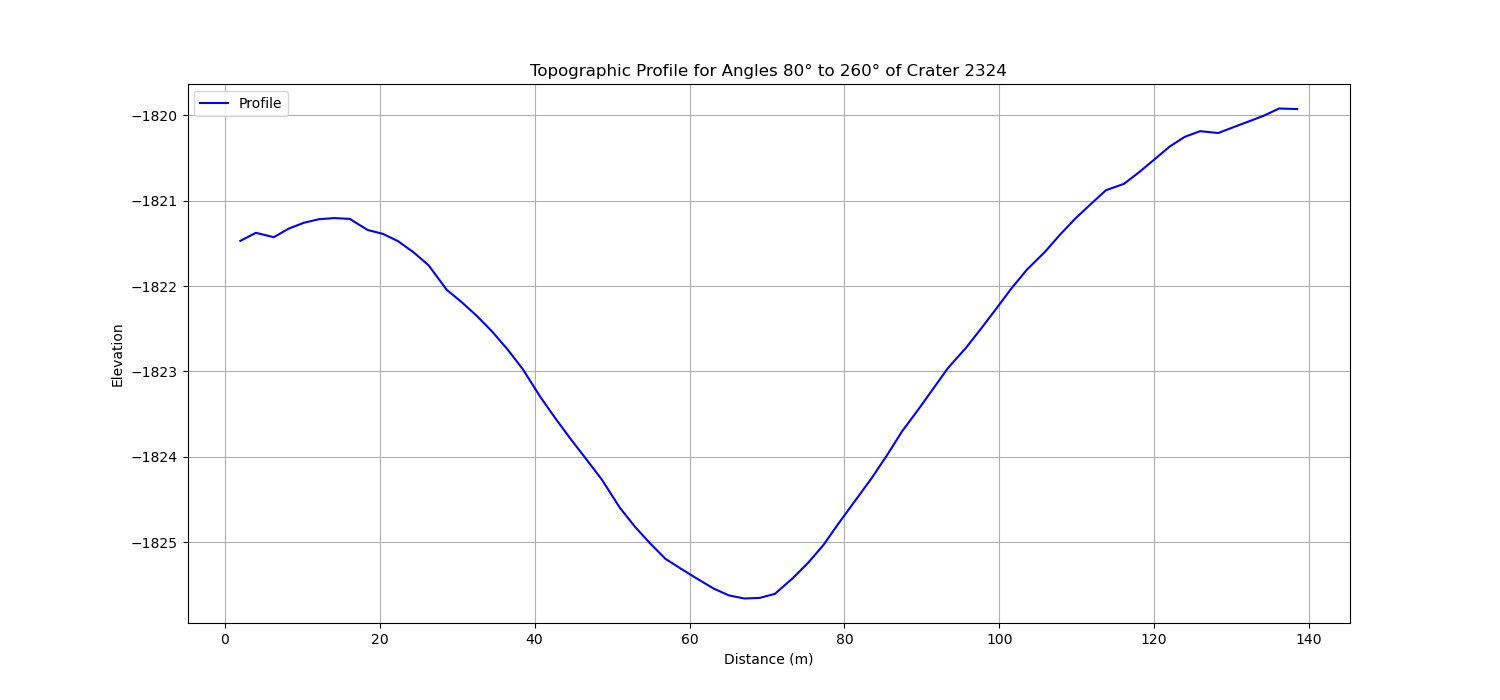 Topographic Profile for Angles 80° to 260° of Crater 2324
Profile
−1820
−1821
−1822
−1823
−1824
−1825
Elevation
0 20 40 60 80 100 120 140
Distance (m)